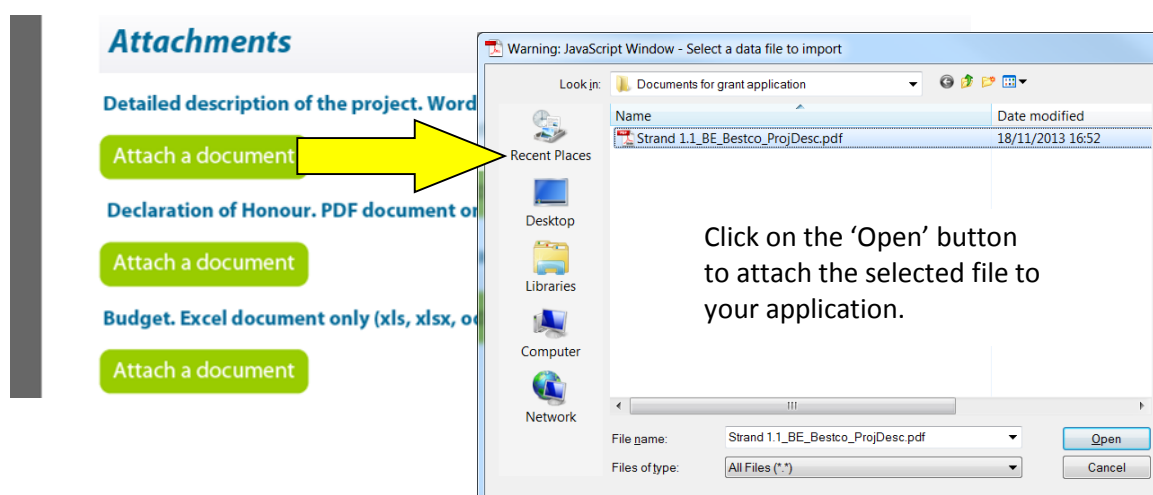 Attachments
Detailed description of the project. Word
Attach a document
Declaration of Honour. PDF document
Attach a document
Budget. Excel document only (xls, xlsx,
Attach a document
Warning: JavaScript Window - Select a data file to import
Look in: Documents for grant application
Name Date modified
Strand 1.1_BE_Bestco_ProjDesc.pdf 18/11/2013 16:52
Recent Places
Desktop
Libraries
Computer
Network
Click on the ‘Open’ button
to attach the selected file to
your application.
File name: Strand 1.1_BE_Bestco_ProjDesc.pdf Open
Files of type: All Files (*.*) Cancel